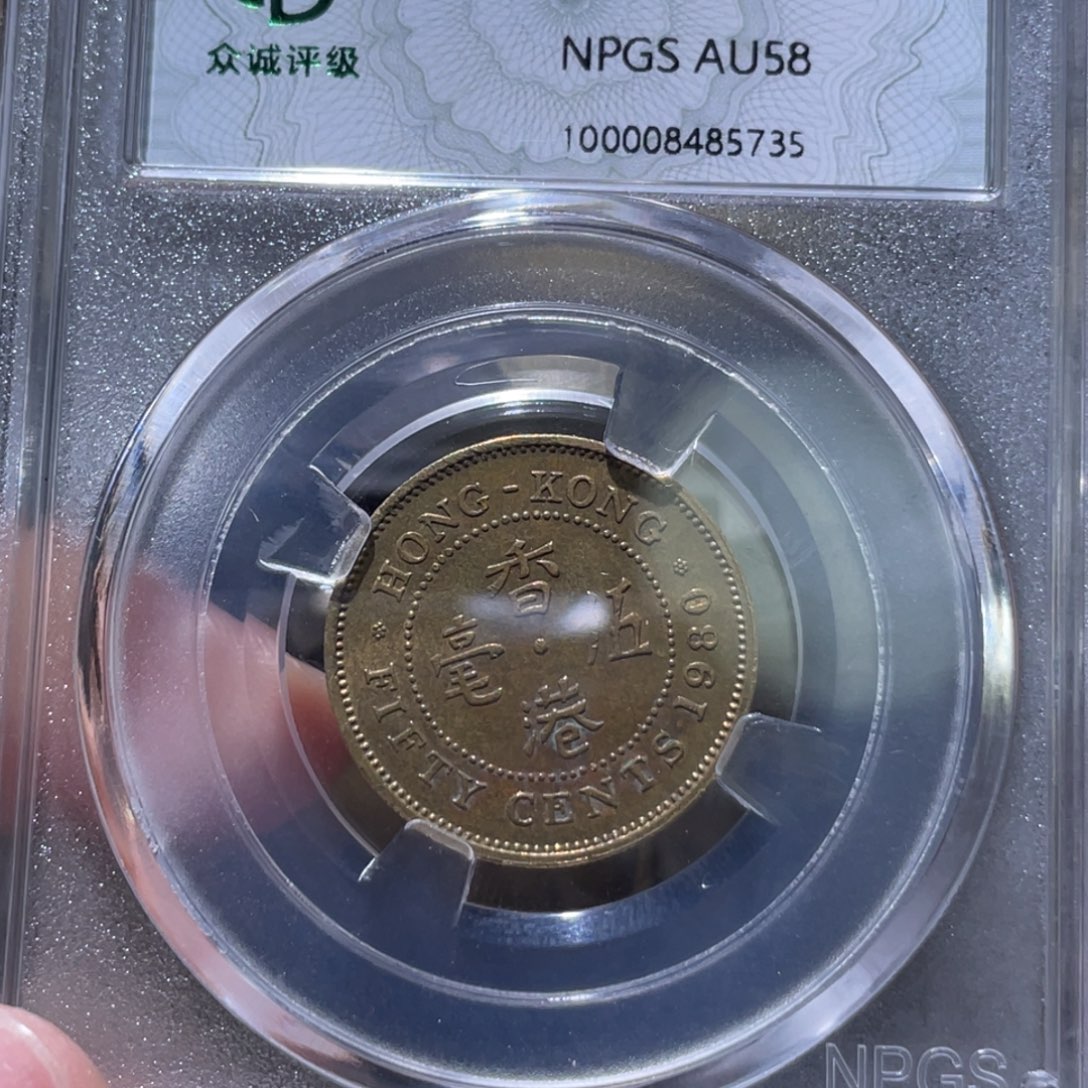 众诚评级
NPGS AU58
100008485735
HONG-KONG
FIFTY CENTS 1980
香
毫 伍
港
NPGS